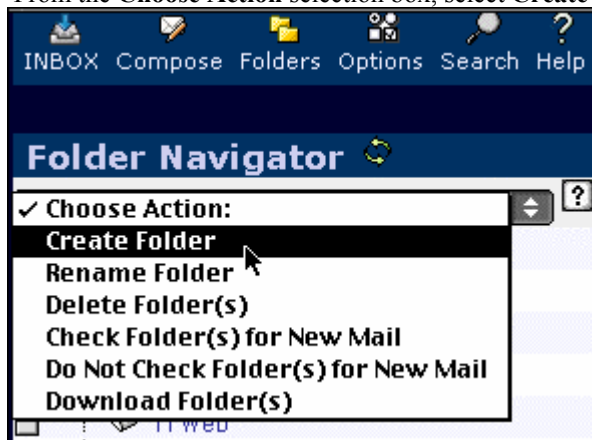 From the Choose Action selection box, select Create
INBOX Compose Folders Options Search Help
Folder Navigator
?
✓ Choose Action:
Create Folder
Rename Folder
Delete Folder(s)
Check Folder(s) for New Mail
Do Not Check Folder(s) for New Mail
Download Folder(s)